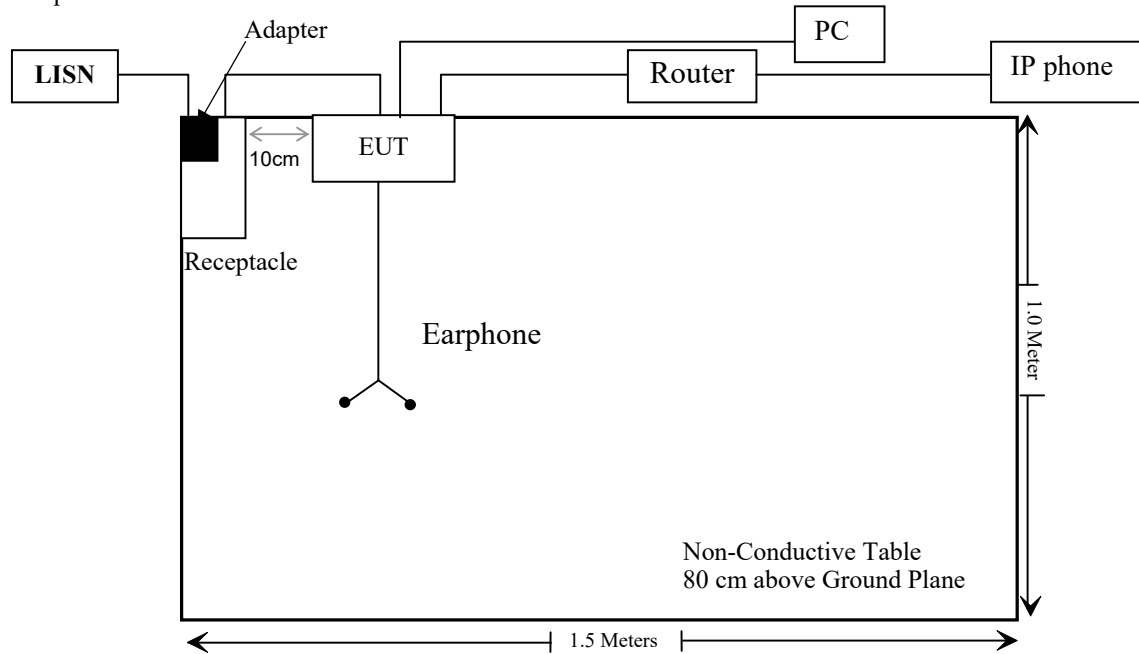 Adapter
PC
LISN
Router
IP phone
EUT
10cm
Receptacle
Earphone
1.0 Meter
Non-Conductive Table
80 cm above Ground Plane
1.5 Meters